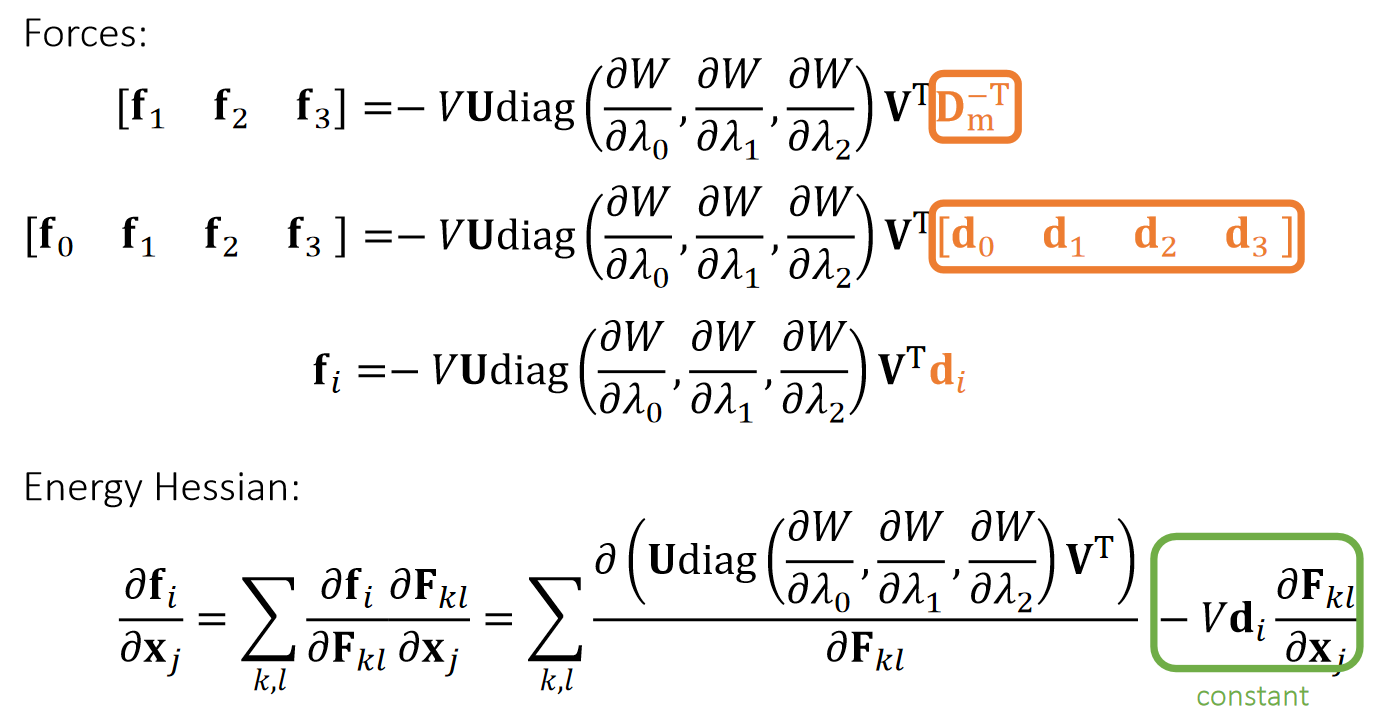 Forces:
[𝐟₁ 𝐟₂ 𝐟₃] =− 𝑉𝐔diag(∂𝑊/∂𝜆₀, ∂𝑊/∂𝜆₁, ∂𝑊/∂𝜆₂) 𝐕ᵀ𝐃ₘ⁻ᵀ
[𝐟₀ 𝐟₁ 𝐟₂ 𝐟₃ ] =− 𝑉𝐔diag(∂𝑊/∂𝜆₀, ∂𝑊/∂𝜆₁, ∂𝑊/∂𝜆₂) 𝐕ᵀ[𝐝₀ 𝐝₁ 𝐝₂ 𝐝₃ ]
𝐟ᵢ =− 𝑉𝐔diag(∂𝑊/∂𝜆₀, ∂𝑊/∂𝜆₁, ∂𝑊/∂𝜆₂) 𝐕ᵀ𝐝ᵢ
Energy Hessian:
∂𝐟ᵢ/∂𝐱ⱼ = ∑_{k,l} ∂𝐟ᵢ/∂𝐅ₖₗ ∂𝐅ₖₗ/∂𝐱ⱼ = ∑_{k,l} ∂(𝐔diag(∂𝑊/∂𝜆₀, ∂𝑊/∂𝜆₁, ∂𝑊/∂𝜆₂) 𝐕ᵀ)/∂𝐅ₖₗ − 𝑉𝐝ᵢ ∂𝐅ₖₗ/∂𝐱ⱼ
constant